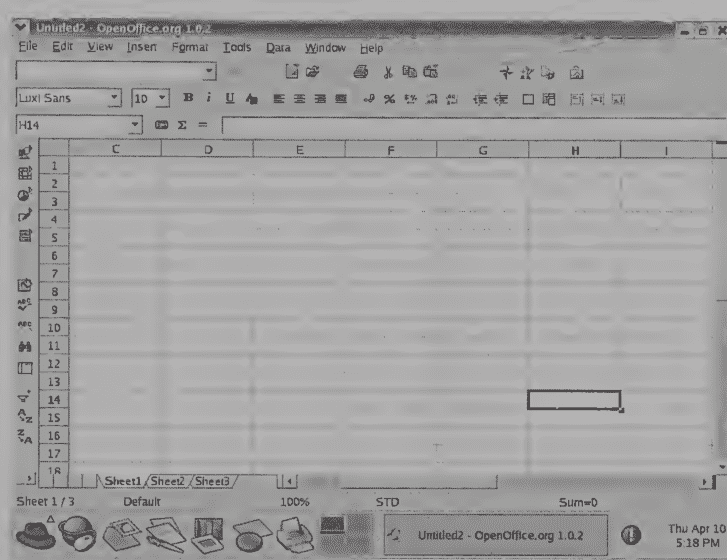 Untitled2 - OpenOffice.org 1.0.2
File Edit View Insert Format Tools Data Window Help
Luxi Sans 10 B i U A
% 
H14 Σ =
C D E F G H I
1
2
3
4
5
6
7
8
9
10
11
12
13
14
15
16
17
18
ABC
ABC
A Z
Z A
Sheet1 Sheet2 Sheet3
Sheet 1 / 3 Default 100% STD Sum=0
Untitled2 - OpenOffice.org 1.0.2
Thu Apr 10
5:18 PM